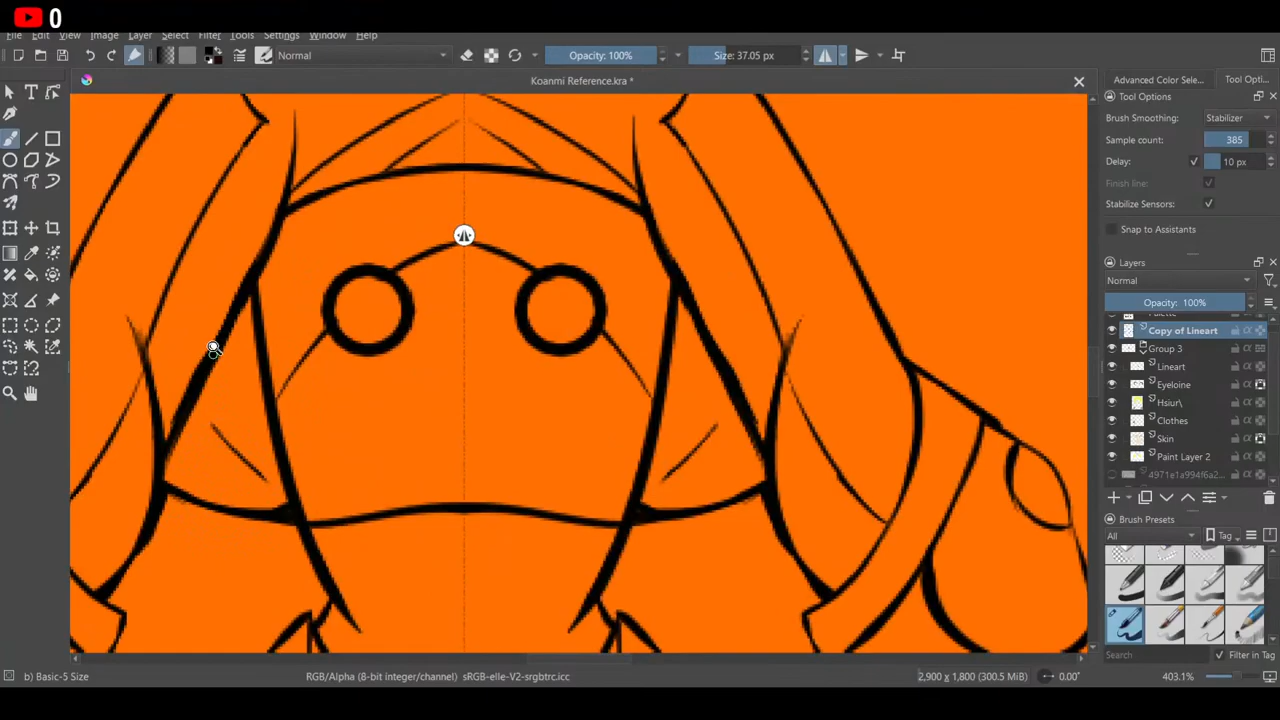 0
File Edit View Image Layer Select Filter Tools Settings Window Help
Normal
Opacity: 100%
Size: 37.05 px
Koanmi Reference.kra *
Advanced Color Sele...
Tool Opti...
Tool Options
Brush Smoothing:
Stabilizer
Sample count:
385
Delay:
10 px
Finish line:
Stabilize Sensors:
Snap to Assistants
Layers
Normal
Opacity: 100%
Copy of Lineart
Group 3
Lineart
Eyeloine
Hsiur\
Clothes
Skin
Paint Layer 2
4971e1a994f6a2...
Brush Presets
All
Tag
Search
Filter in Tag
b) Basic-5 Size
RGB/Alpha (8-bit integer/channel) sRGB-elle-V2-srgbtrc.icc
2,900 x 1,800 (300.5 MiB)
0.00°
403.1%